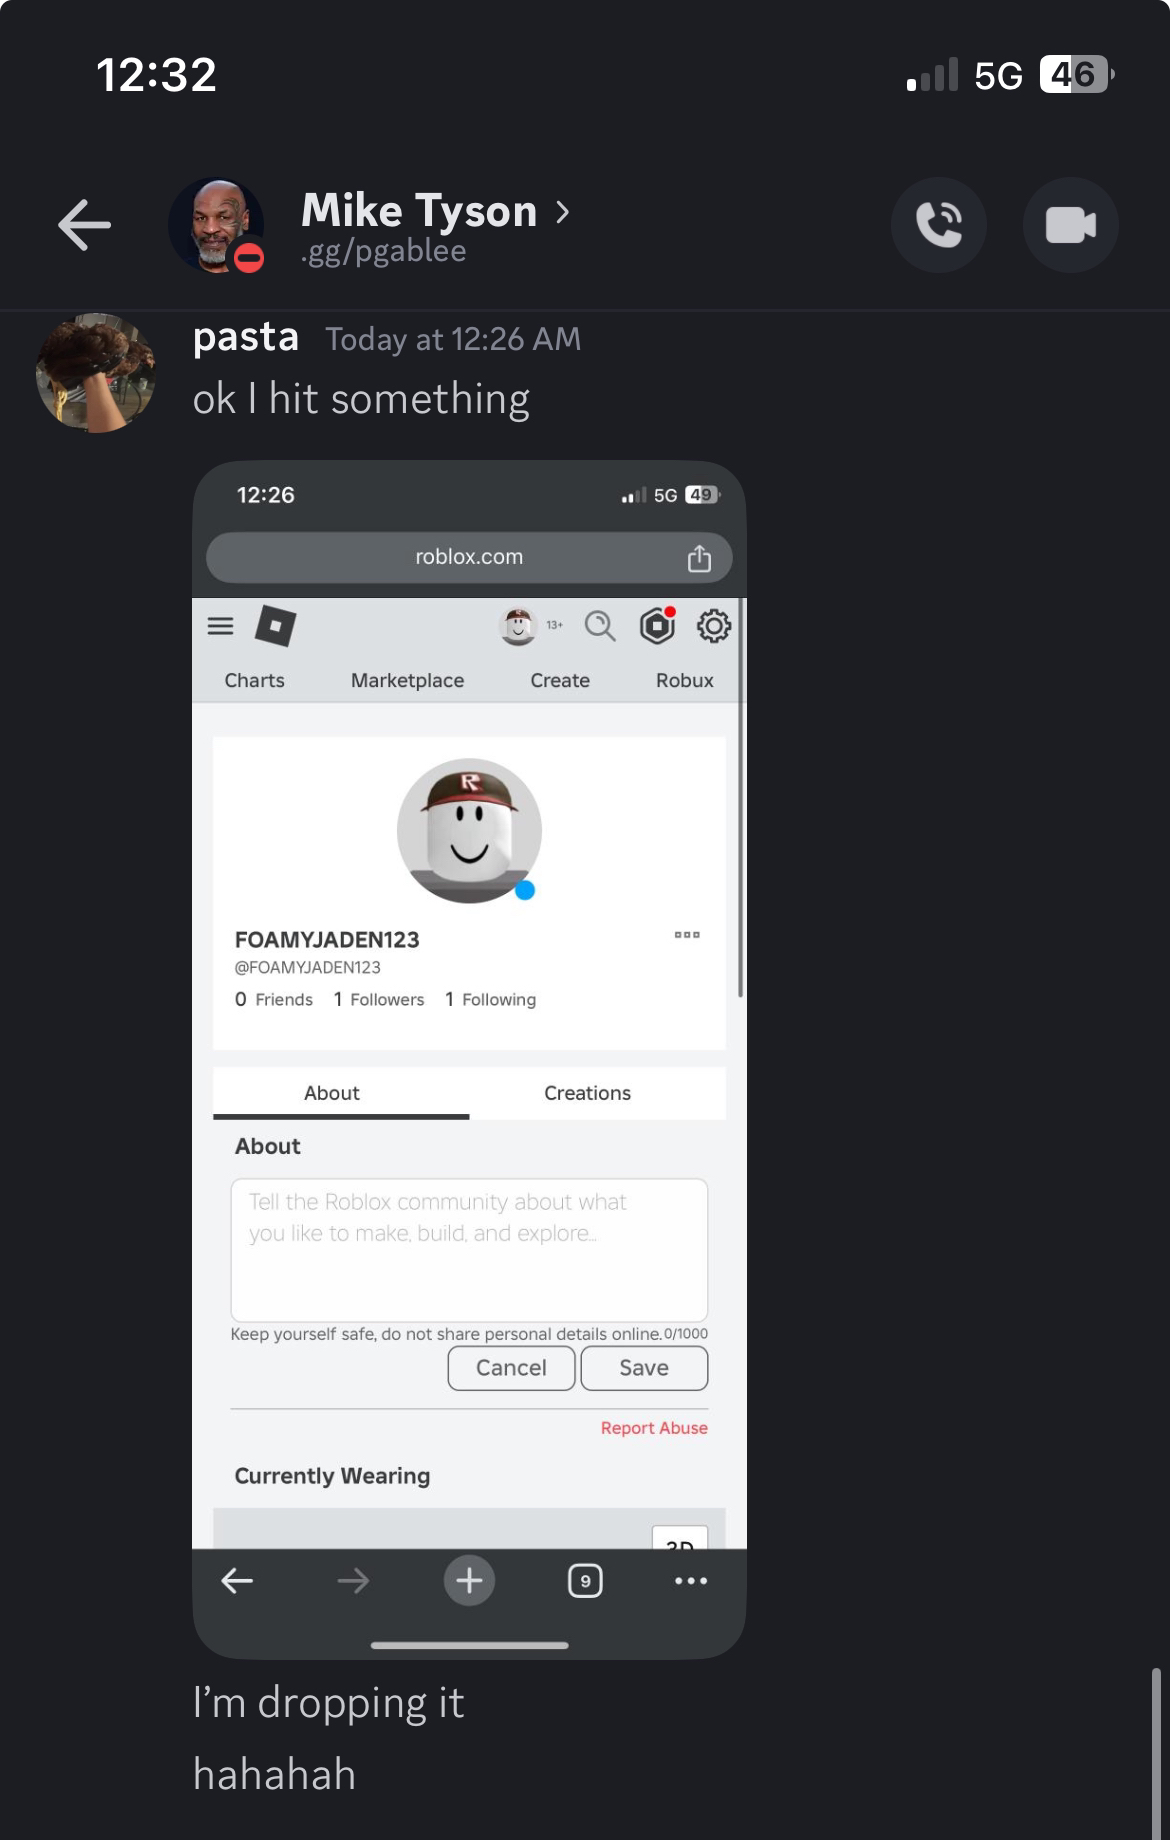 12:32
5G 46
Mike Tyson
.gg/pgablee
pasta Today at 12:26 AM
ok I hit something
12:26
5G 49
roblox.com
13+
Charts Marketplace Create Robux
R
FOAMYJADEN123
@FOAMYJADEN123
0 Friends 1 Followers 1 Following
About Creations
About
Tell the Roblox community about what
you like to make, build, and explore...
Keep yourself safe, do not share personal details online. 0/1000
Cancel Save
Report Abuse
Currently Wearing
3D
9
I’m dropping it
hahahah